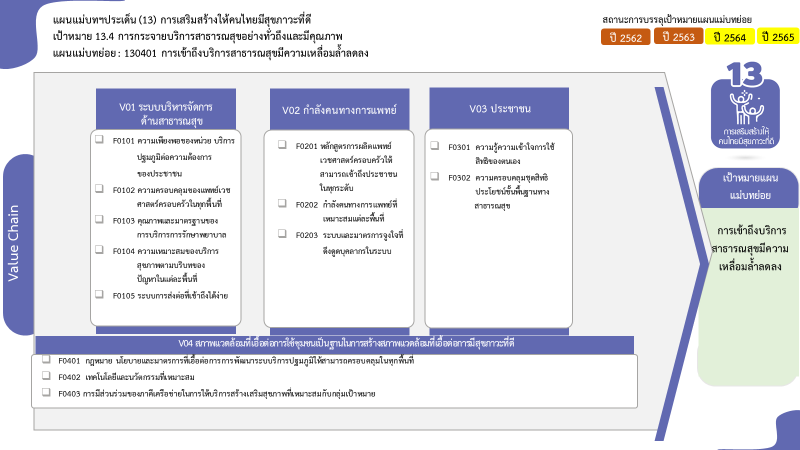 แผนแม่บทฯประเด็น (13) การเสริมสร้างให้คนไทยมีสุขภาวะที่ดี
เป้าหมาย 13.4 การกระจายบริการสาธารณสุขอย่างทั่วถึงและมีคุณภาพ
แผนแม่บทย่อย : 130401 การเข้าถึงบริการสาธารณสุขมีความเหลื่อมล้ำลดลง
สถานะการบรรลุเป้าหมายแผนแม่บทย่อย
ปี 2562 ปี 2563 ปี 2564 ปี 2565
13
การเสริมสร้างให้
คนไทยมีสุขภาวะที่ดี
เป้าหมายแผน
แม่บทย่อย
การเข้าถึงบริการ
สาธารณสุขมีความ
เหลื่อมล้ำลดลง
Value Chain
V01 ระบบบริหารจัดการ
ด้านสาธารณสุข
F0101 ความเพียงพอของหน่วย บริการ
ปฐมภูมิต่อความต้องการ
ของประชาชน
F0102 ความครอบคลุมของแพทย์เวช
ศาสตร์ครอบครัวในทุกพื้นที่
F0103 คุณภาพและมาตรฐานของ
การบริการการรักษาพยาบาล
F0104 ความเหมาะสมของบริการ
สุขภาพตามบริบทของ
ปัญหาในแต่ละพื้นที่
F0105 ระบบการส่งต่อที่เข้าถึงได้ง่าย
V02 กำลังคนทางการแพทย์
F0201 หลักสูตรการผลิตแพทย์
เวชศาสตร์ครอบครัวให้
สามารถเข้าถึงประชาชน
ในทุกระดับ
F0202 กำลังคนทางการแพทย์ที่
เหมาะสมแต่ละพื้นที่
F0203 ระบบและมาตรการจูงใจที่
ดึงดูดบุคลากรในระบบ
V03 ประชาชน
F0301 ความรู้ความเข้าใจการใช้
สิทธิของตนเอง
F0302 ความครอบคลุมชุดสิทธิ
ประโยชน์ขั้นพื้นฐานทาง
สาธารณสุข
V04 สภาพแวดล้อมที่เอื้อต่อการใช้ชุมชนเป็นฐานในการสร้างสภาพแวดล้อมที่เอื้อต่อการมีสุขภาวะที่ดี
F0401 กฎหมาย นโยบายและมาตรการที่เอื้อต่อการการพัฒนาระบบบริการปฐมภูมิให้สามารถครอบคลุมในทุกพื้นที่
F0402 เทคโนโลยีและนวัตกรรมที่เหมาะสม
F0403 การมีส่วนร่วมของภาคีเครือข่ายในการให้บริการสร้างเสริมสุขภาพที่เหมาะสมกับกลุ่มเป้าหมาย